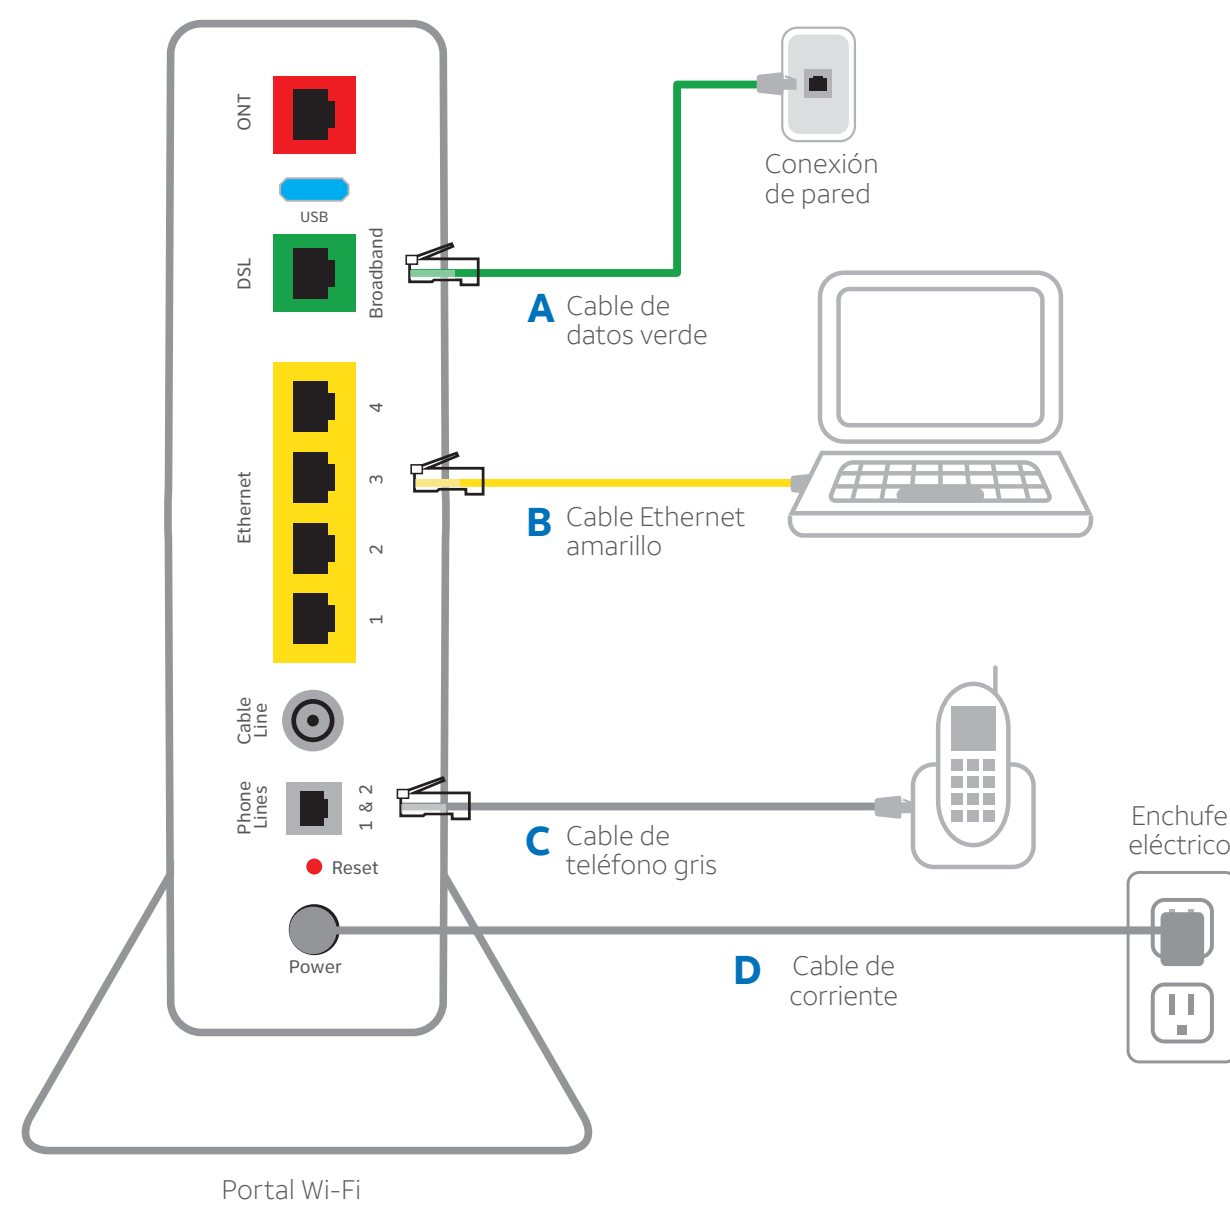 ONT
USB
DSL
Broadband
Conexión
de pared
A Cable de
datos verde
Ethernet
4
3
2
1
B Cable Ethernet
amarillo
Cable
Line
Phone
Lines
1 & 2
C Cable de
teléfono gris
Reset
Enchufe
eléctrico
Power
D Cable de
corriente
Portal Wi-Fi